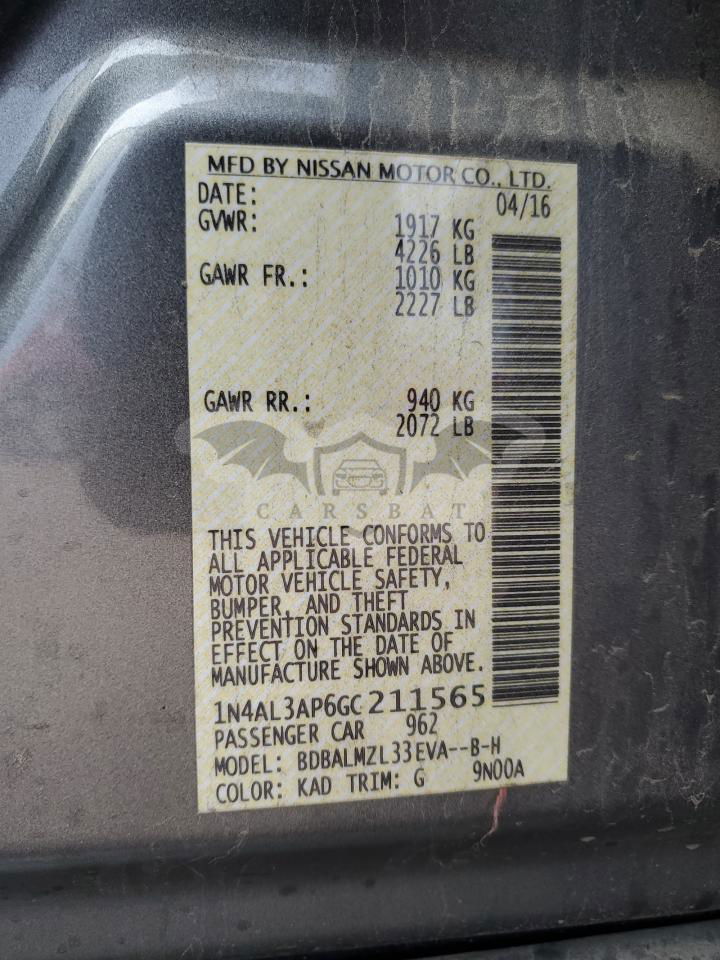 MFD BY NISSAN MOTOR CO., LTD.
DATE: 04/16
GVWR: 1917 KG
4226 LB
GAWR FR.: 1010 KG
2227 LB
GAWR RR.: 940 KG
2072 LB
CARSBAT
THIS VEHICLE CONFORMS TO
ALL APPLICABLE FEDERAL
MOTOR VEHICLE SAFETY,
BUMPER, AND THEFT
PREVENTION STANDARDS IN
EFFECT ON THE DATE OF
MANUFACTURE SHOWN ABOVE.
1N4AL3AP6GC211565
PASSENGER CAR 962
MODEL: BDBALMZL33EVA--B-H
COLOR: KAD TRIM: G 9N00A